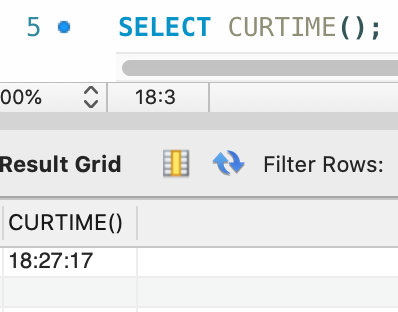 5 SELECT CURTIME();
00% 18:3
Result Grid Filter Rows:
CURTIME()
18:27:17